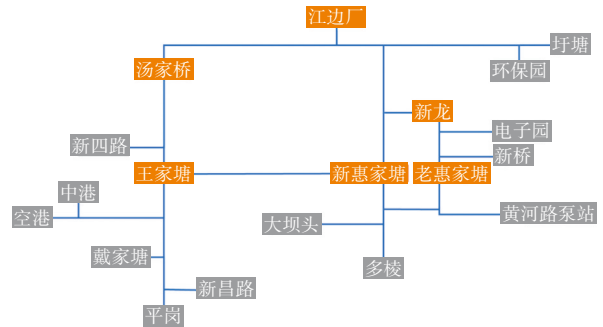 江边厂
圩塘
汤家桥
环保园
新龙
电子园
新四路
新桥
王家塘
新惠家塘
老惠家塘
中港
空港
大坝头
黄河路泵站
戴家塘
多棱
新昌路
平岗